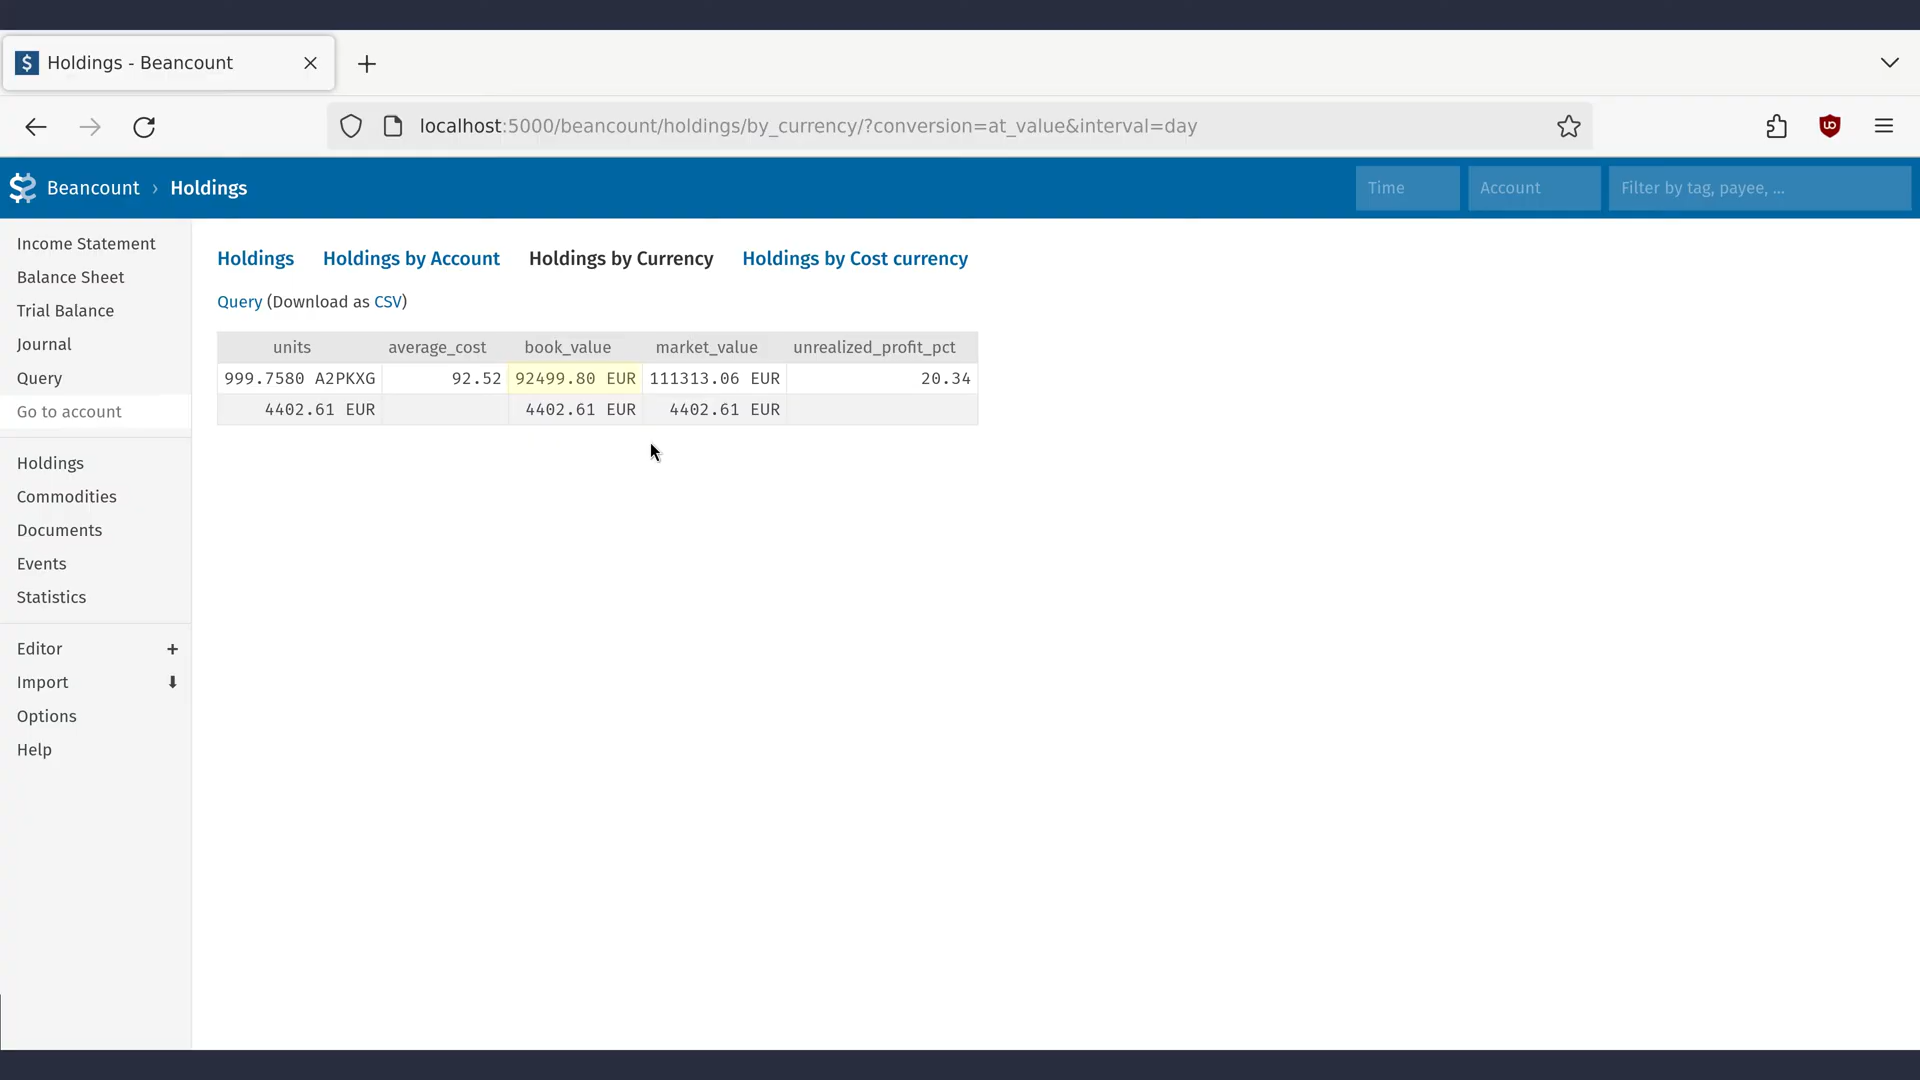 Holdings - Beancount
localhost:5000/beancount/holdings/by_currency/?conversion=at_value&interval=day
Beancount › Holdings
Time
Account
Filter by tag, payee, ...
Income Statement
Balance Sheet
Trial Balance
Journal
Query
Go to account
Holdings
Commodities
Documents
Events
Statistics
Editor +
Import
Options
Help
Holdings Holdings by Account Holdings by Currency Holdings by Cost currency
Query (Download as CSV)
units average_cost book_value market_value unrealized_profit_pct
999.7580 A2PKXG 92.52 92499.80 EUR 111313.06 EUR 20.34
4402.61 EUR 4402.61 EUR 4402.61 EUR